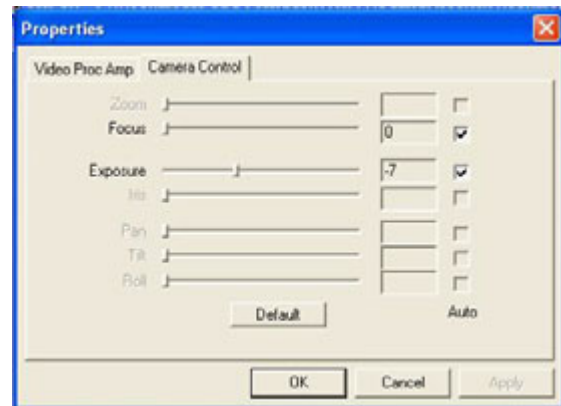 Properties
Video Proc Amp Camera Control
Zoom
Focus 0
Exposure -7
Iris
Pan
Tilt
Roll
Default Auto
OK Cancel Apply